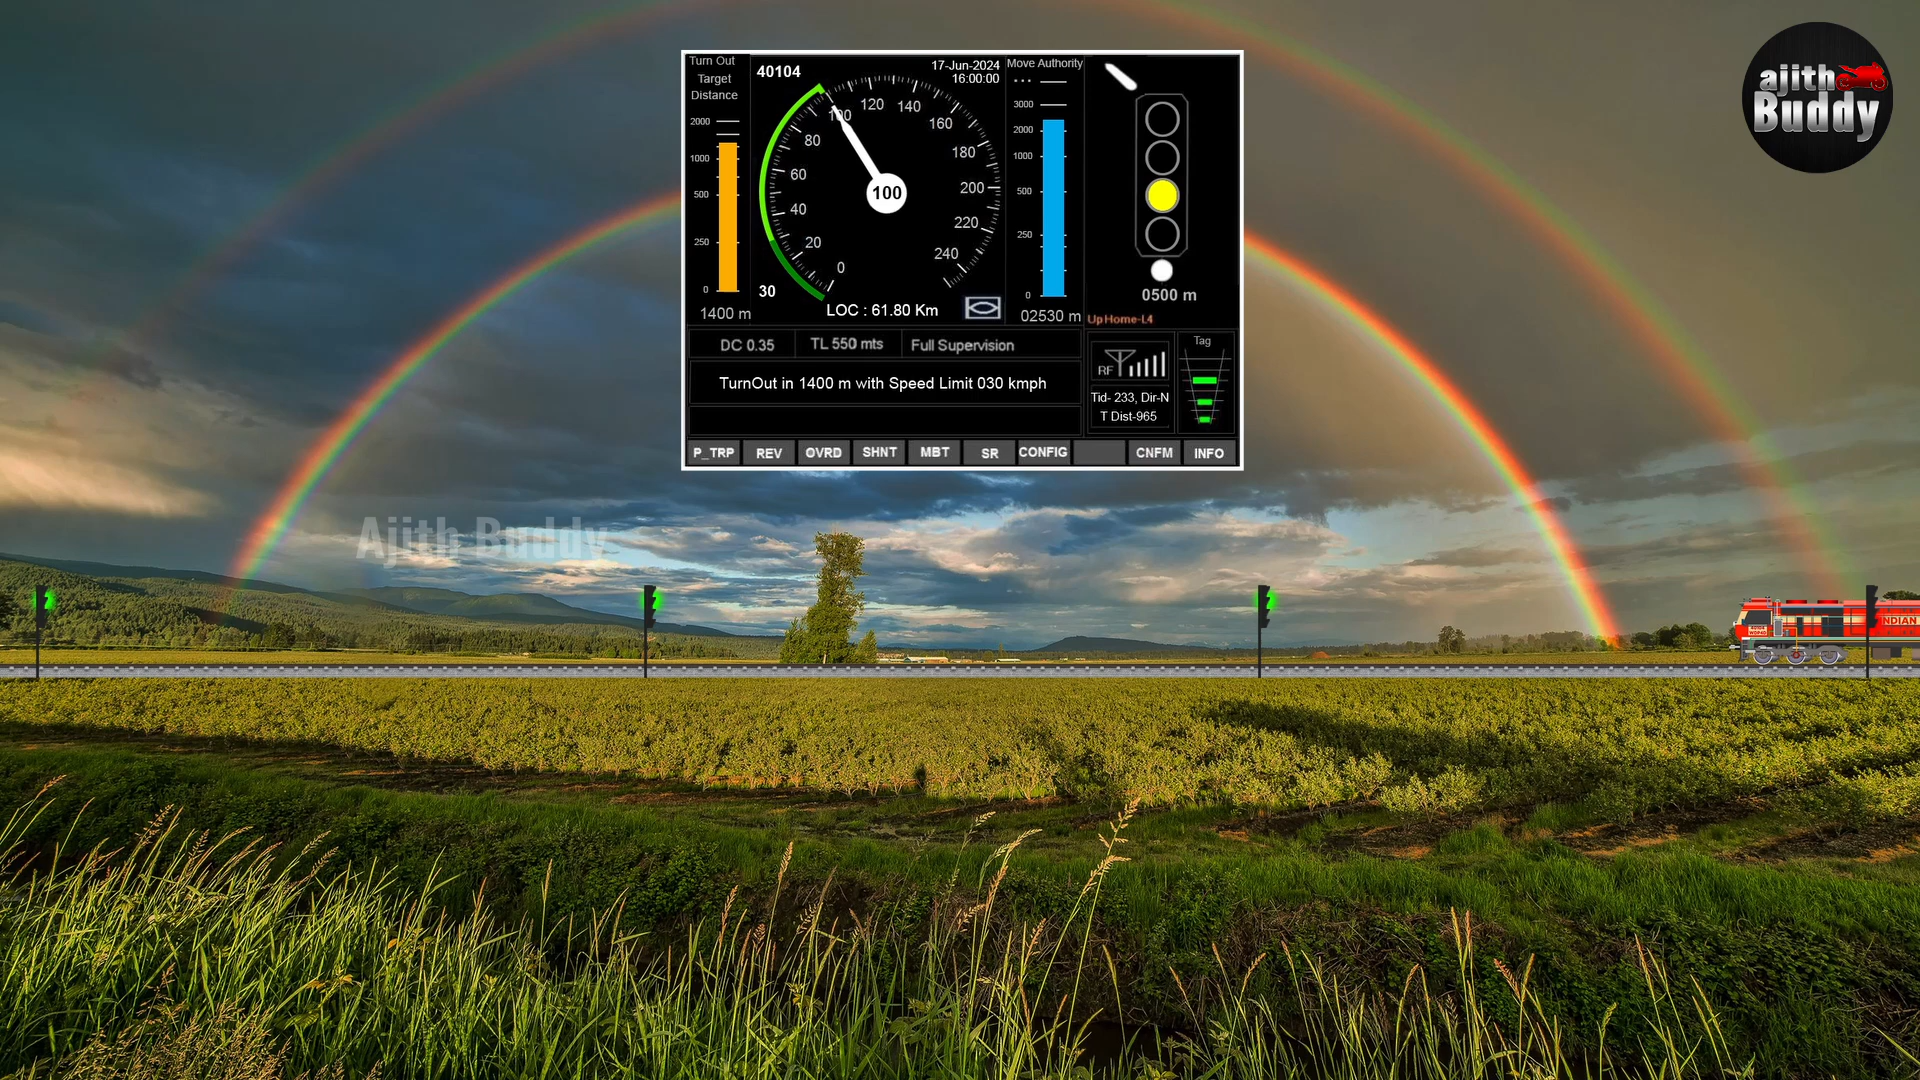 Turn Out
Target
Distance
2000
1000
500
250
0
1400 m
40104
17-Jun-2024
16:00:00
0
20
40
60
80
100
120
140
160
180
200
220
240
100
30
LOC : 61.80 Km
Move Authority
3000
2000
1000
500
250
0
02530 m
0500 m
Up Home-L4
DC 0.35
TL 550 mts
Full Supervision
TurnOut in 1400 m with Speed Limit 030 kmph
RF
Tid- 233, Dir-N
T Dist-965
Tag
P_TRP
REV
OVRD
SHNT
MBT
SR
CONFIG
CNFM
INFO
ajith
Buddy
Ajith Buddy
NDIAN